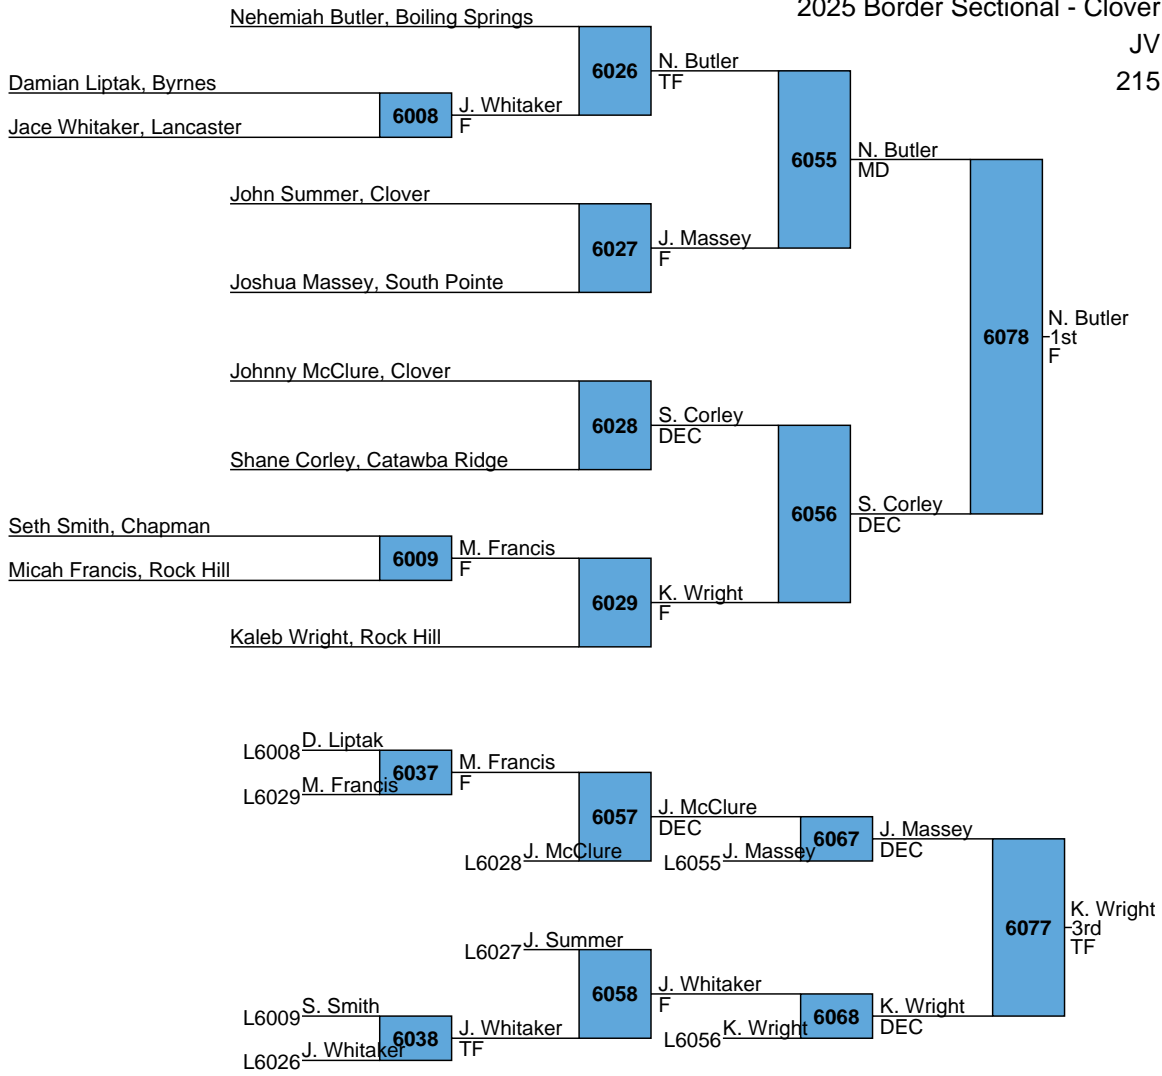 2025 Border Sectional - Clover
JV
215
Nehemiah Butler, Boiling Springs
6026
N. Butler
TF
Damian Liptak, Byrnes
6008
J. Whitaker
F
Jace Whitaker, Lancaster
6055
N. Butler
MD
John Summer, Clover
6027
J. Massey
F
Joshua Massey, South Pointe
6078
N. Butler
1st
F
Johnny McClure, Clover
6028
S. Corley
DEC
Shane Corley, Catawba Ridge
6056
S. Corley
DEC
Seth Smith, Chapman
6009
M. Francis
F
Micah Francis, Rock Hill
6029
K. Wright
F
Kaleb Wright, Rock Hill
L6008 D. Liptak
6037
M. Francis
F
L6029 M. Francis
6057
J. McClure
DEC
L6028 J. McClure
6067
J. Massey
DEC
L6055 J. Massey
6077
K. Wright
3rd
TF
L6027 J. Summer
6058
J. Whitaker
F
L6009 S. Smith
6038
J. Whitaker
TF
L6026 J. Whitaker
6068
K. Wright
DEC
L6056 K. Wright